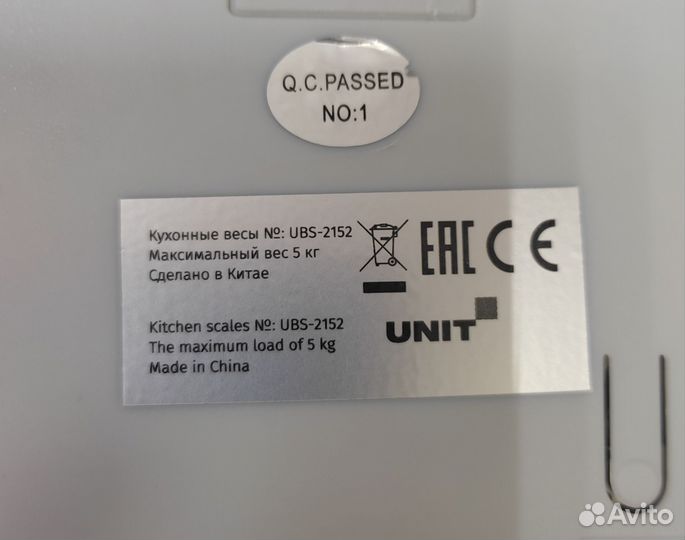 Q.C.PASSED
NO:1
Кухонные весы №: UBS-2152
Максимальный вес 5 кг
Сделано в Китае
EAC CE
Kitchen scales №: UBS-2152
The maximum load of 5 kg
Made in China
UNIT
Avito